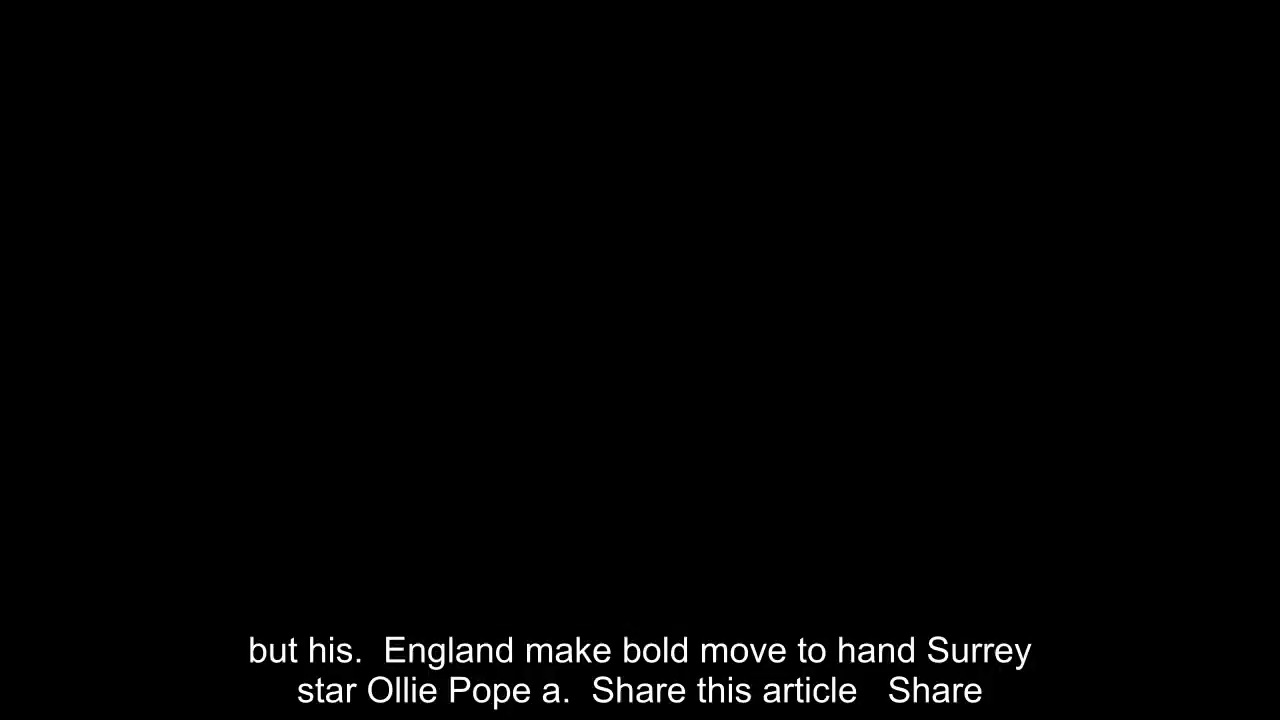 but his.  England make bold move to hand Surrey
star Ollie Pope a.  Share this article   Share